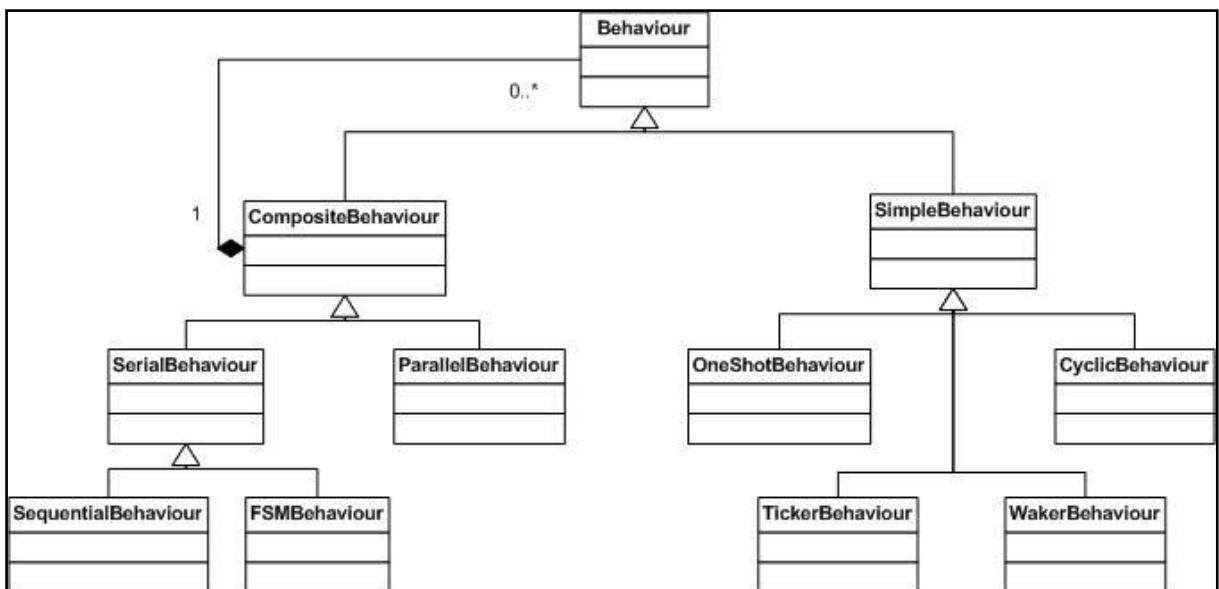 Behaviour
0..*
1
CompositeBehaviour
SimpleBehaviour
SerialBehaviour
ParallelBehaviour
OneShotBehaviour
CyclicBehaviour
SequentialBehaviour
FSMBehaviour
TickerBehaviour
WakerBehaviour